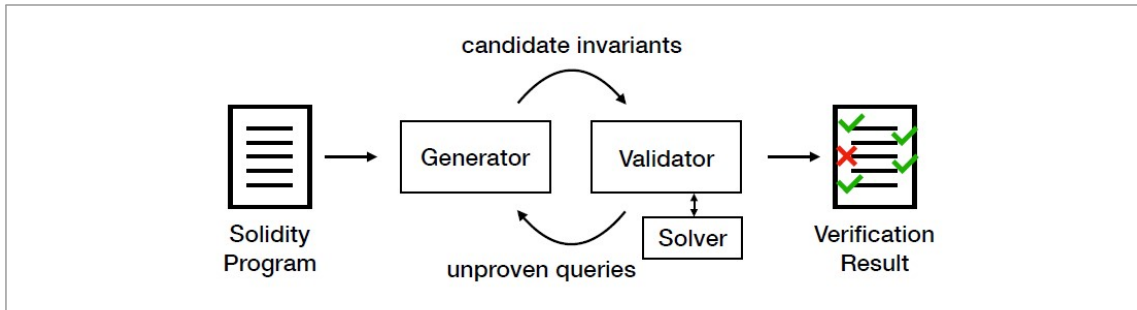 candidate invariants
Generator
Validator
Solver
unproven queries
Solidity
Program
Verification
Result